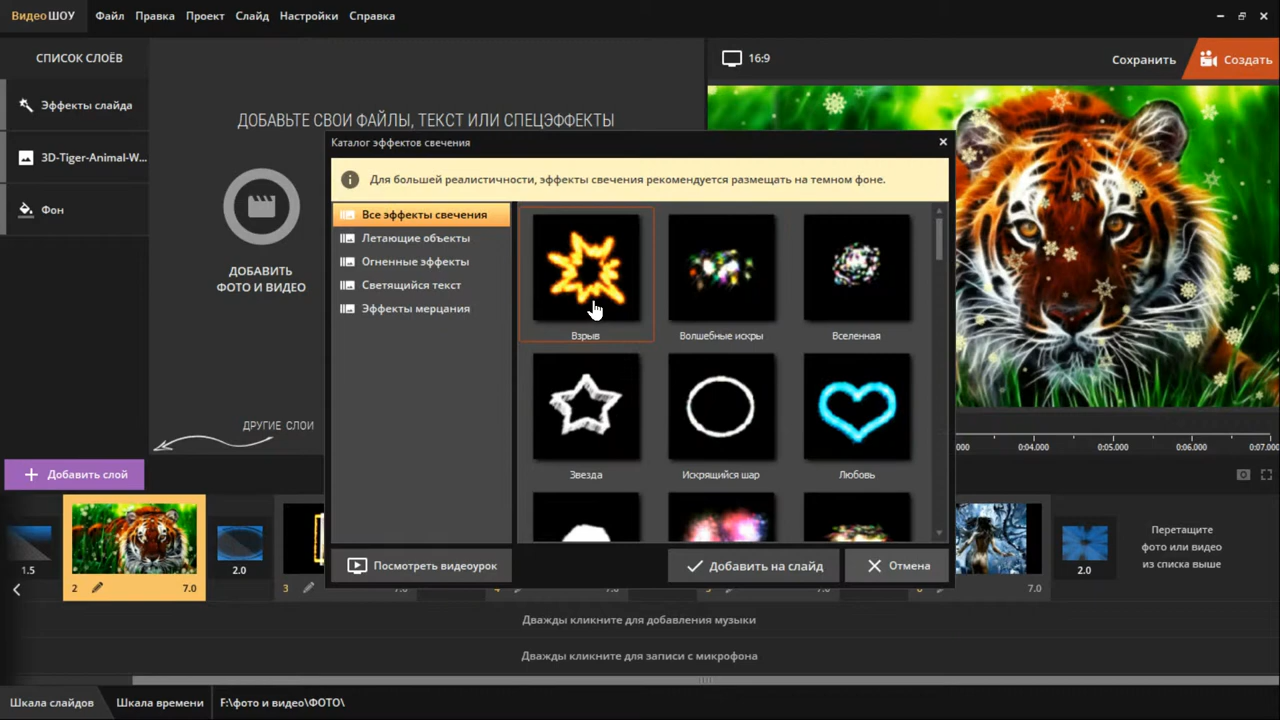 ВидеоШОУ
Файл
Правка
Проект
Слайд
Настройки
Справка
СПИСОК СЛОЁВ
16:9
Сохранить
Создать
Эффекты слайда
3D-Tiger-Animal-W...
Фон
ДОБАВЬТЕ СВОИ ФАЙЛЫ, ТЕКСТ ИЛИ СПЕЦЭФФЕКТЫ
ДОБАВИТЬ
ФОТО И ВИДЕО
ДРУГИЕ СЛОИ
Добавить слой
Каталог эффектов свечения
Для большей реалистичности, эффекты свечения рекомендуется размещать на темном фоне.
Все эффекты свечения
Летающие объекты
Огненные эффекты
Светящийся текст
Эффекты мерцания
Взрыв
Волшебные искры
Вселенная
Звезда
Искрящийся шар
Любовь
Посмотреть видеоурок
Добавить на слайд
Отмена
000
0:04.000
0:05.000
0:06.000
0:07.000
1.5
2
7.0
2.0
3
7.0
2.0
Перетащите
фото или видео
из списка выше
Дважды кликните для добавления музыки
Дважды кликните для записи с микрофона
Шкала слайдов
Шкала времени
F:\фото и видео\ФОТО\